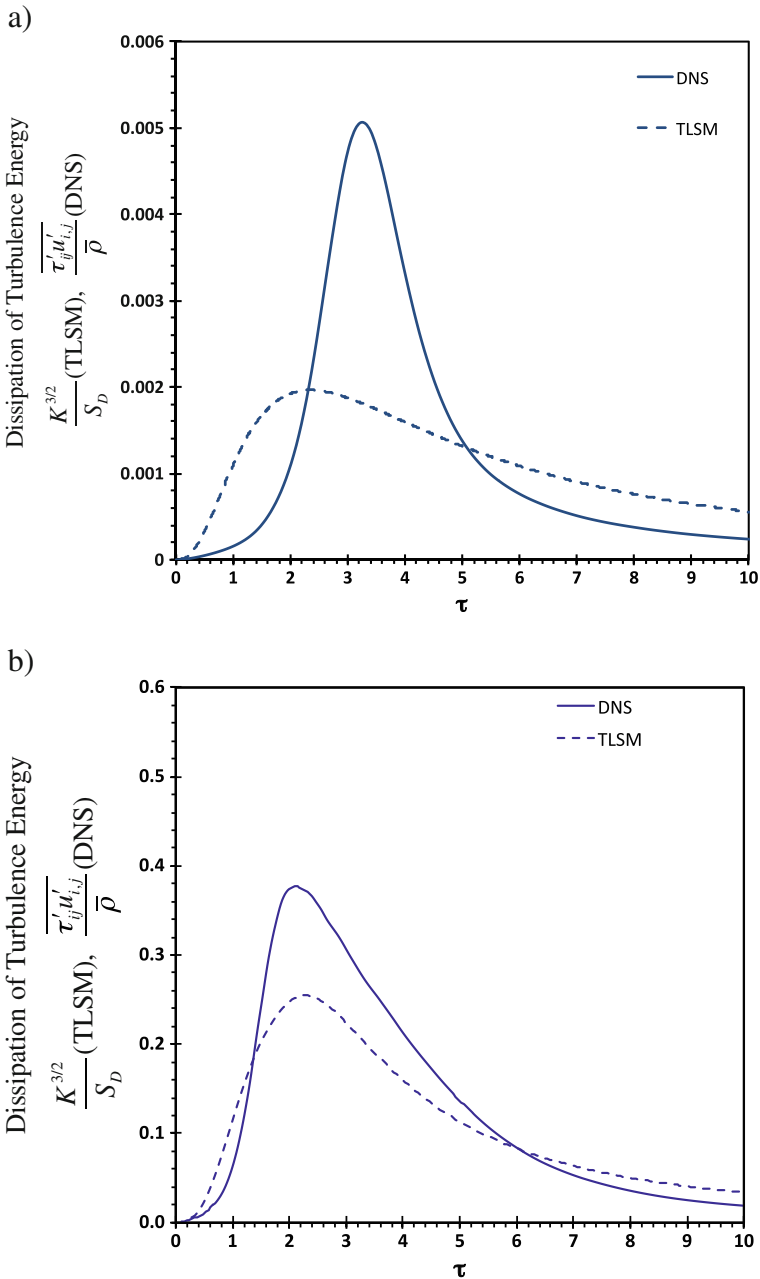 a)
Dissipation of Turbulence Energy
K^{3/2}/S_D (TLSM), \overline{τ'_{ij}u'_{i,j}}/\overline{ρ} (DNS)
0.006
0.005
0.004
0.003
0.002
0.001
0
DNS
TLSM
0 1 2 3 4 5 6 7 8 9 10
τ
b)
Dissipation of Turbulence Energy
K^{3/2}/S_D (TLSM), \overline{τ'_{ij}u'_{i,j}}/\overline{ρ} (DNS)
0.6
0.5
0.4
0.3
0.2
0.1
0.0
DNS
TLSM
0 1 2 3 4 5 6 7 8 9 10
τ